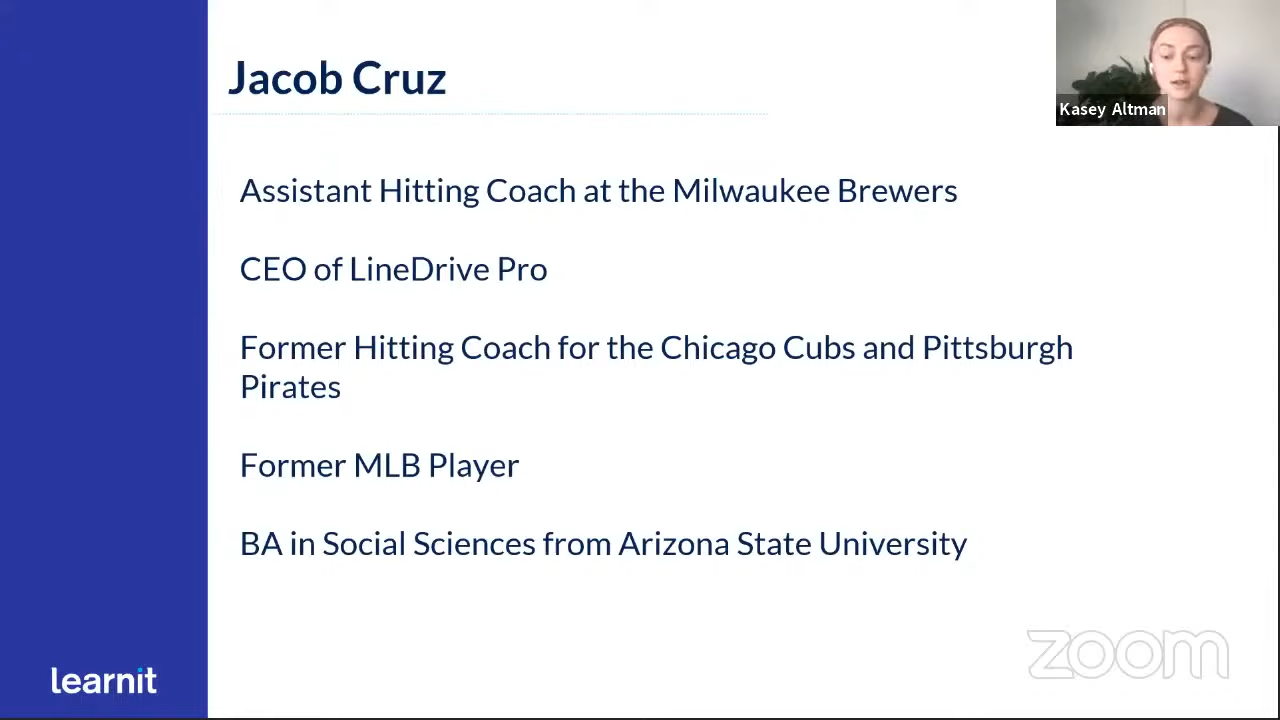 Jacob Cruz
Kasey Altman
Assistant Hitting Coach at the Milwaukee Brewers
CEO of LineDrive Pro
Former Hitting Coach for the Chicago Cubs and Pittsburgh
Pirates
Former MLB Player
BA in Social Sciences from Arizona State University
zoom
learnit